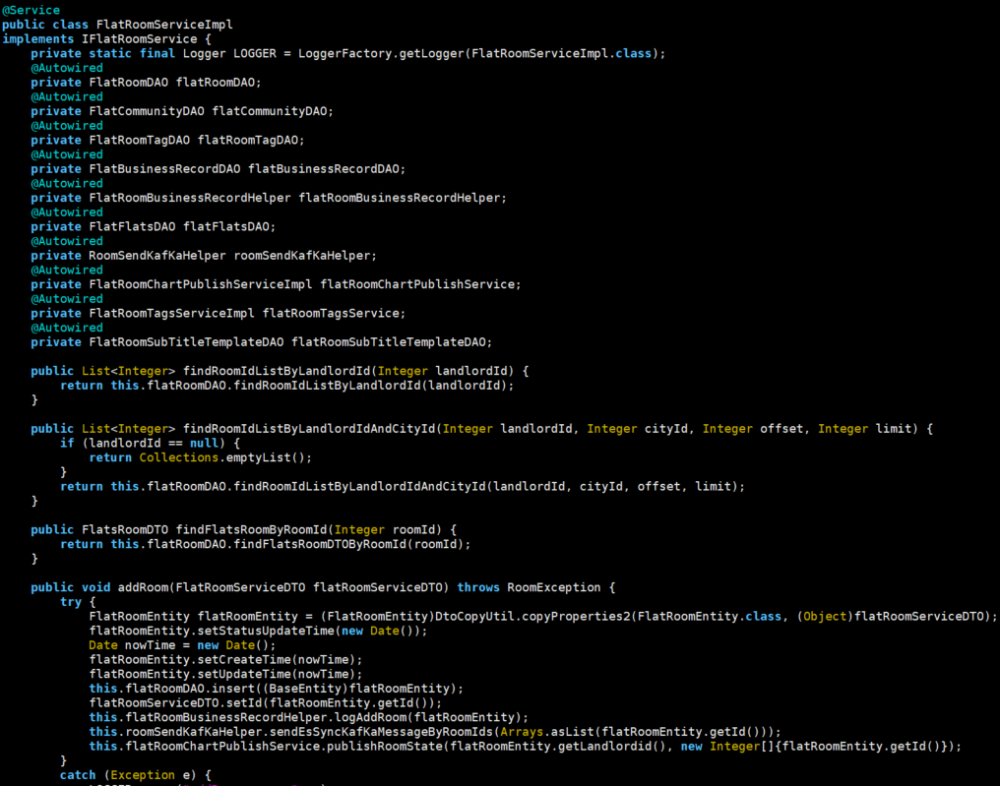 @Service
public class FlatRoomServiceImpl
implements IFlatRoomService {
    private static final Logger LOGGER = LoggerFactory.getLogger(FlatRoomServiceImpl.class);
    @Autowired
    private FlatRoomDAO flatRoomDAO;
    @Autowired
    private FlatCommunityDAO flatCommunityDAO;
    @Autowired
    private FlatRoomTagDAO flatRoomTagDAO;
    @Autowired
    private FlatBusinessRecordDAO flatBusinessRecordDAO;
    @Autowired
    private FlatRoomBusinessRecordHelper flatRoomBusinessRecordHelper;
    @Autowired
    private FlatFlatsDAO flatFlatsDAO;
    @Autowired
    private RoomSendKafKaHelper roomSendKafKaHelper;
    @Autowired
    private FlatRoomChartPublishServiceImpl flatRoomChartPublishService;
    @Autowired
    private FlatRoomTagsServiceImpl flatRoomTagsService;
    @Autowired
    private FlatRoomSubTitleTemplateDAO flatRoomSubTitleTemplateDAO;
    public List<Integer> findRoomIdListByLandlordId(Integer landlordId) {
        return this.flatRoomDAO.findRoomIdListByLandlordId(landlordId);
    }
    public List<Integer> findRoomIdListByLandlordIdAndCityId(Integer landlordId, Integer cityId, Integer offset, Integer limit) {
        if (landlordId == null) {
            return Collections.emptyList();
        }
        return this.flatRoomDAO.findRoomIdListByLandlordIdAndCityId(landlordId, cityId, offset, limit);
    }
    public FlatsRoomDTO findFlatsRoomByRoomId(Integer roomId) {
        return this.flatRoomDAO.findFlatsRoomDTOByRoomId(roomId);
    }
    public void addRoom(FlatRoomServiceDTO flatRoomServiceDTO) throws RoomException {
        try {
            FlatRoomEntity flatRoomEntity = (FlatRoomEntity)DtoCopyUtil.copyProperties2(FlatRoomEntity.class, (Object)flatRoomServiceDTO);
            flatRoomEntity.setStatusUpdateTime(new Date());
            Date nowTime = new Date();
            flatRoomEntity.setCreateTime(nowTime);
            flatRoomEntity.setUpdateTime(nowTime);
            this.flatRoomDAO.insert((BaseEntity)flatRoomEntity);
            flatRoomServiceDTO.setId(flatRoomEntity.getId());
            this.flatRoomBusinessRecordHelper.logAddRoom(flatRoomEntity);
            this.roomSendKafKaHelper.sendEsSyncKafKaMessageByRoomIds(Arrays.asList(flatRoomEntity.getId()));
            this.flatRoomChartPublishService.publishRoomState(flatRoomEntity.getLandlordid(), new Integer[]{flatRoomEntity.getId()});
        }
        catch (Exception e) {